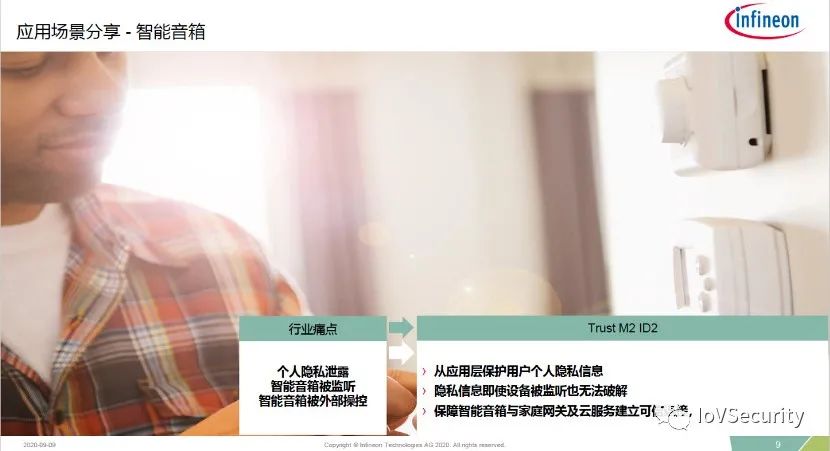 应用场景分享 - 智能音箱
infineon
行业痛点
个人隐私泄露
智能音箱被监听
智能音箱被外部操控
Trust M2 ID2
› 从应用层保护用户个人隐私信息
› 隐私信息即使设备被监听也无法破解
› 保障智能音箱与家庭网关及云服务建立可信
IoVSecurity
2020-09-09
Copyright © Infineon Technologies AG 2020. All rights reserved.
9